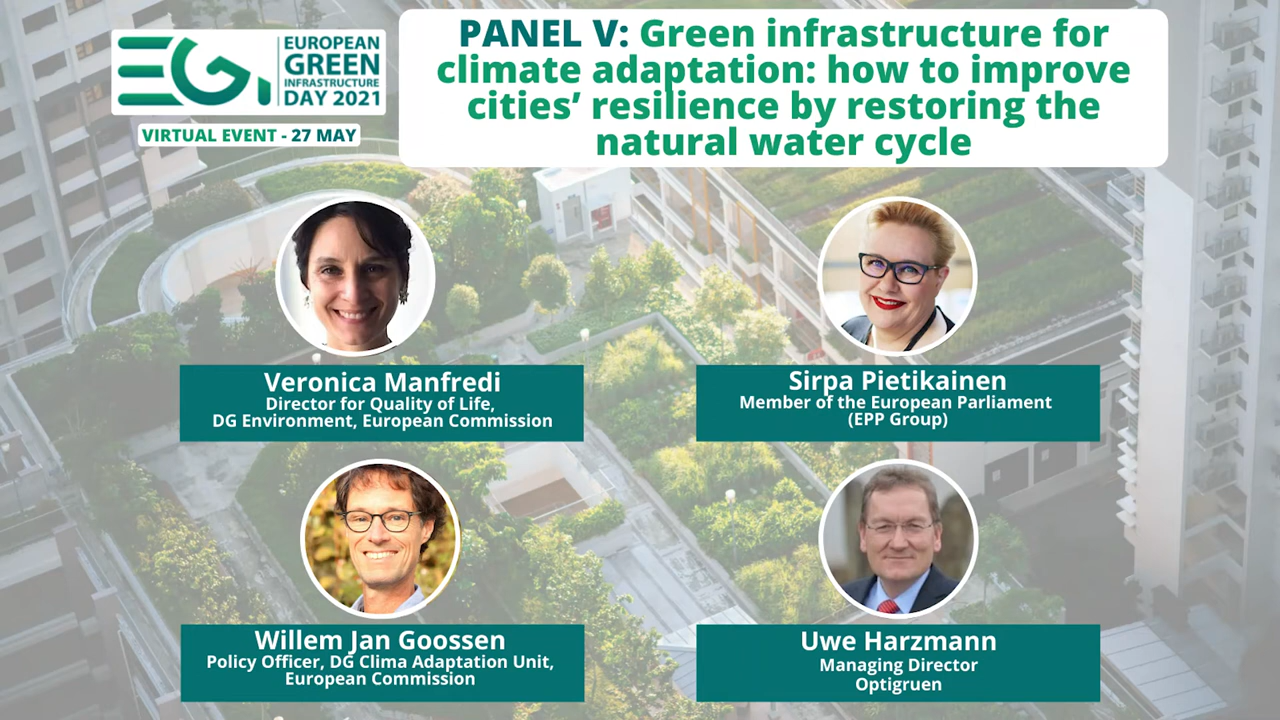 EGI
EUROPEAN
GREEN
INFRASTRUCTURE
DAY 2021
VIRTUAL EVENT - 27 MAY
PANEL V: Green infrastructure for
climate adaptation: how to improve
cities’ resilience by restoring the
natural water cycle
Veronica Manfredi
Director for Quality of Life,
DG Environment, European Commission
Sirpa Pietikainen
Member of the European Parliament
(EPP Group)
Willem Jan Goossen
Policy Officer, DG Clima Adaptation Unit,
European Commission
Uwe Harzmann
Managing Director
Optigruen